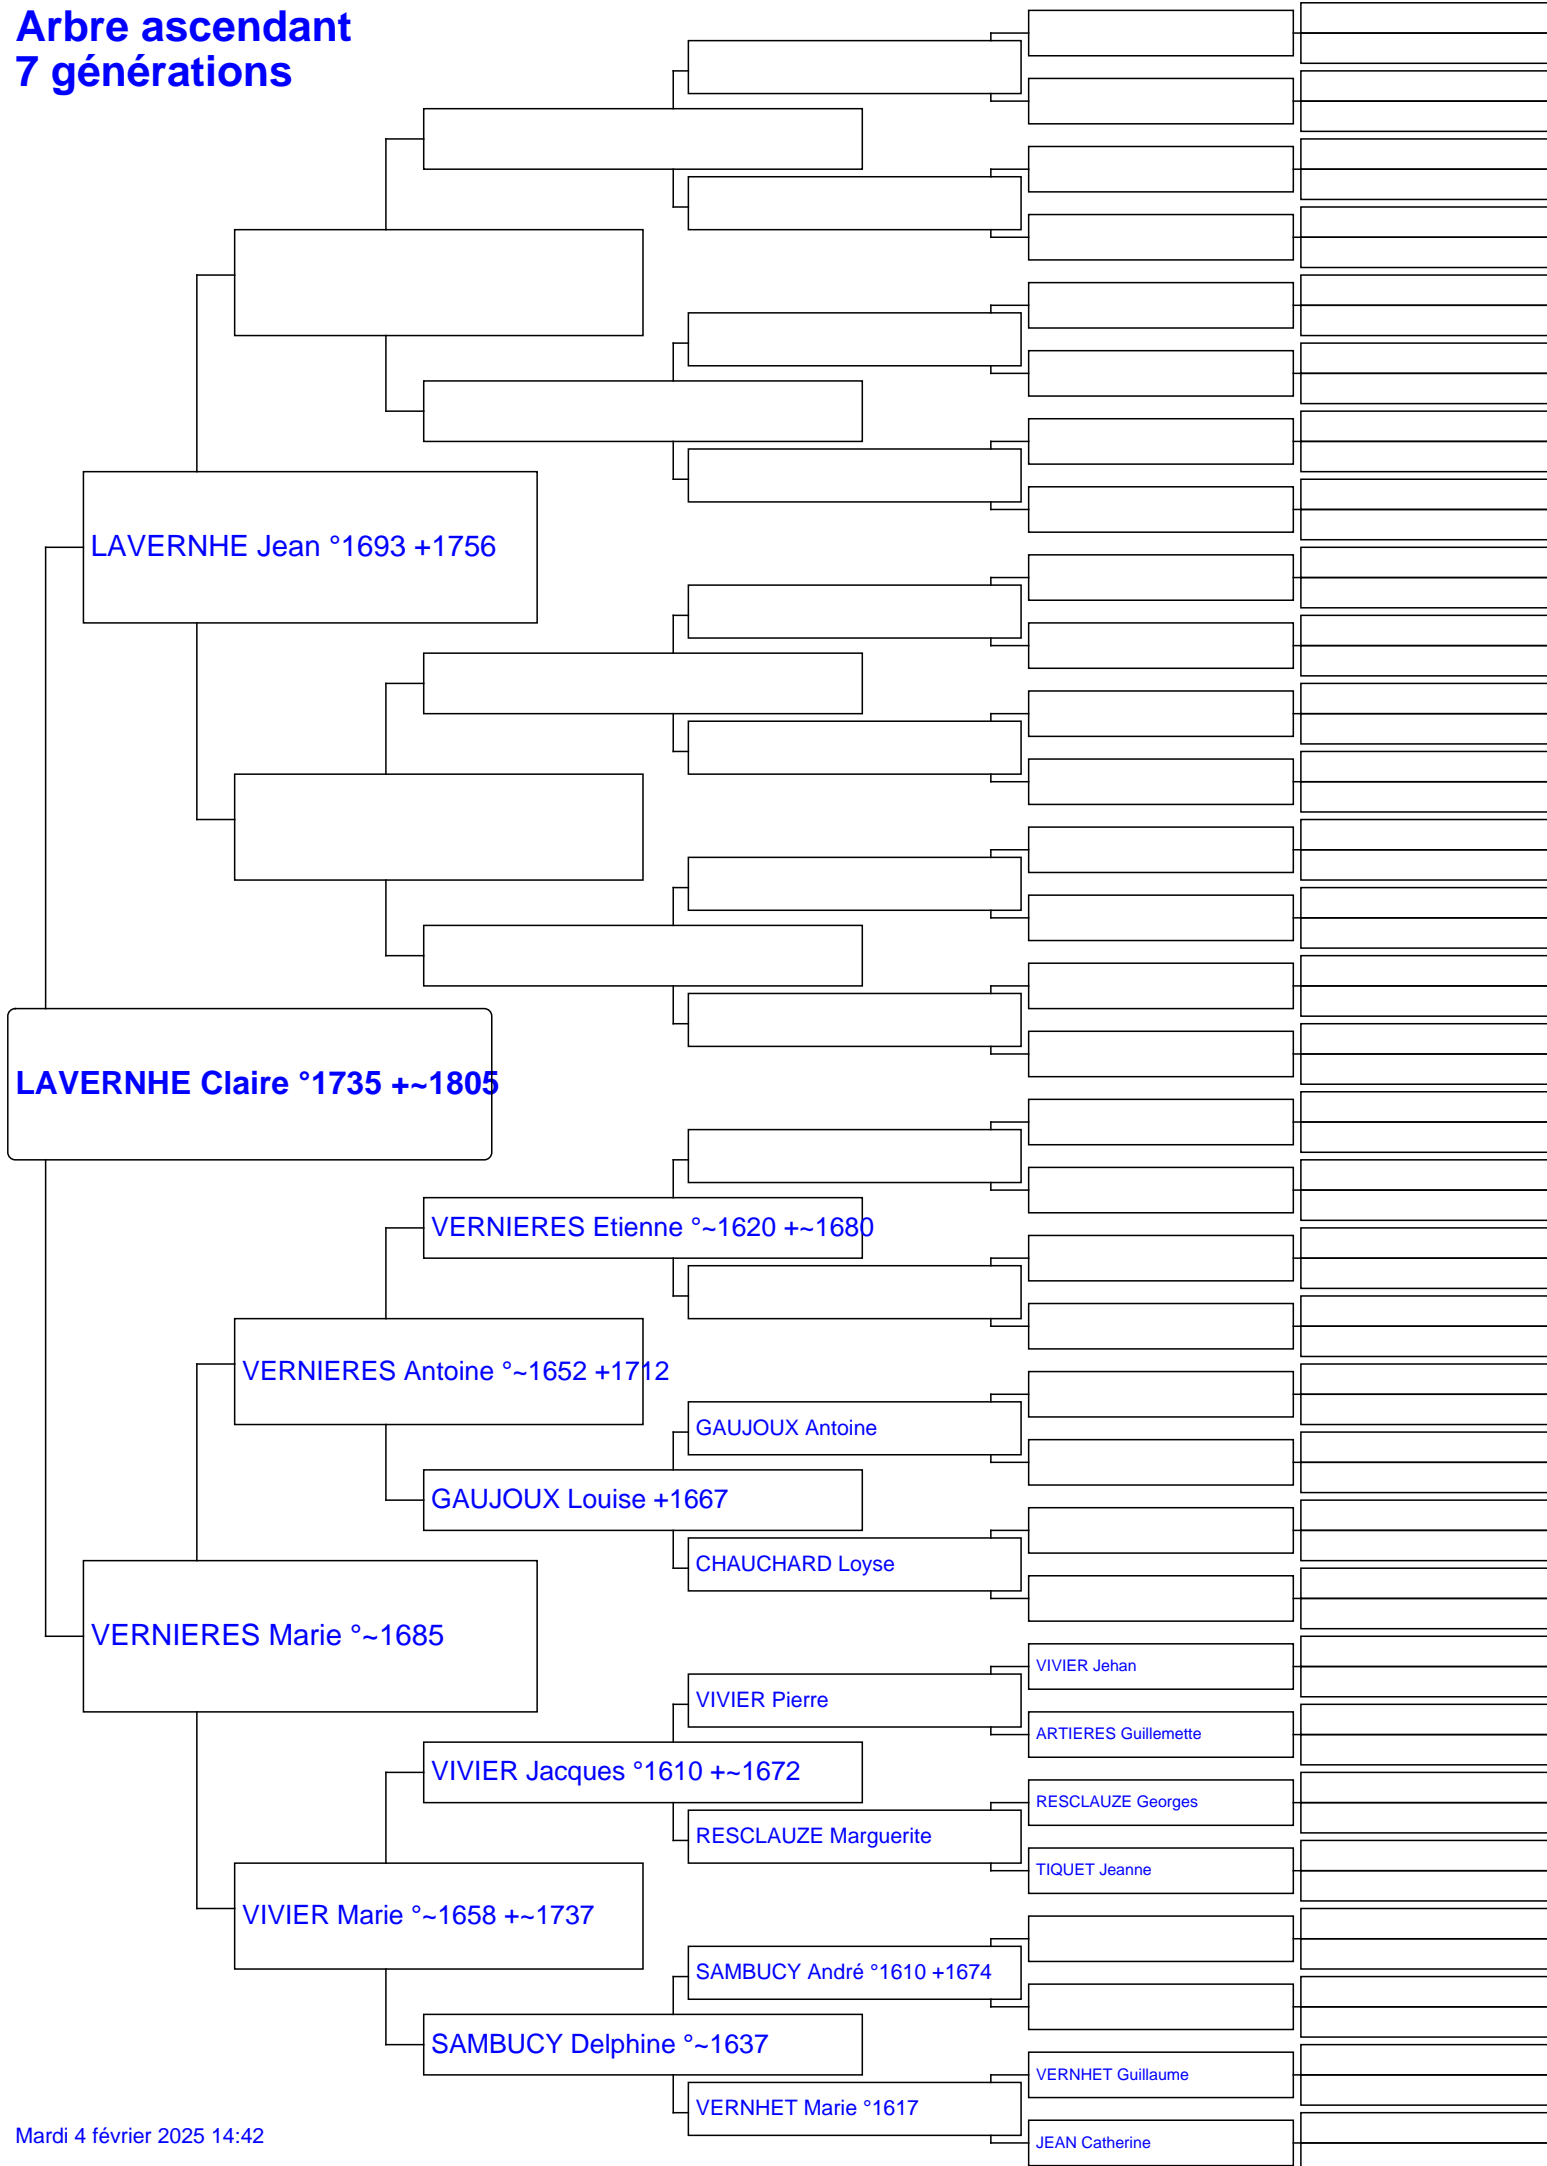 Arbre ascendant
7 générations
LAVERNHE Jean °1693 +1756
LAVERNHE Claire °1735 +~1805
VERNIERES Etienne °~1620 +~1680
VERNIERES Antoine °~1652 +1712
GAUJOUX Antoine
GAUJOUX Louise +1667
CHAUCHARD Loyse
VERNIERES Marie °~1685
VIVIER Jehan
VIVIER Pierre
ARTIERES Guillemette
VIVIER Jacques °1610 +~1672
RESCLAUZE Georges
RESCLAUZE Marguerite
TIQUET Jeanne
VIVIER Marie °~1658 +~1737
SAMBUCY André °1610 +1674
SAMBUCY Delphine °~1637
VERNHET Guillaume
VERNHET Marie °1617
JEAN Catherine
Mardi 4 février 2025 14:42